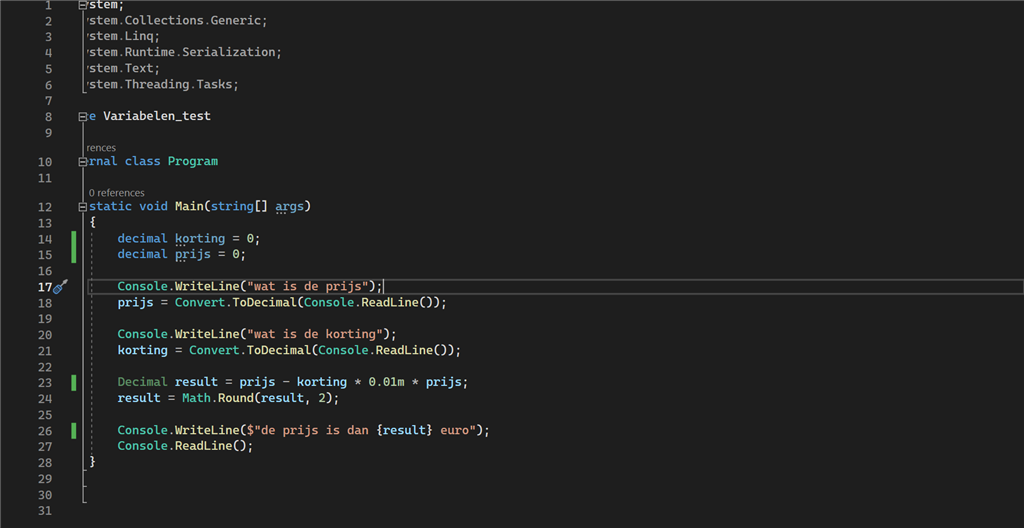 1 stem;
2 ystem.Collections.Generic;
3 ystem.Linq;
4 ystem.Runtime.Serialization;
5 ystem.Text;
6 ystem.Threading.Tasks;
7
8 e Variabelen_test
9
rences
10 rnal class Program
11
0 references
12 static void Main(string[] args)
13 {
14 decimal korting = 0;
15 decimal prijs = 0;
16
17 Console.WriteLine("wat is de prijs");
18 prijs = Convert.ToDecimal(Console.ReadLine());
19
20 Console.WriteLine("wat is de korting");
21 korting = Convert.ToDecimal(Console.ReadLine());
22
23 Decimal result = prijs - korting * 0.01m * prijs;
24 result = Math.Round(result, 2);
25
26 Console.WriteLine($"de prijs is dan {result} euro");
27 Console.ReadLine();
28 }
29
30
31